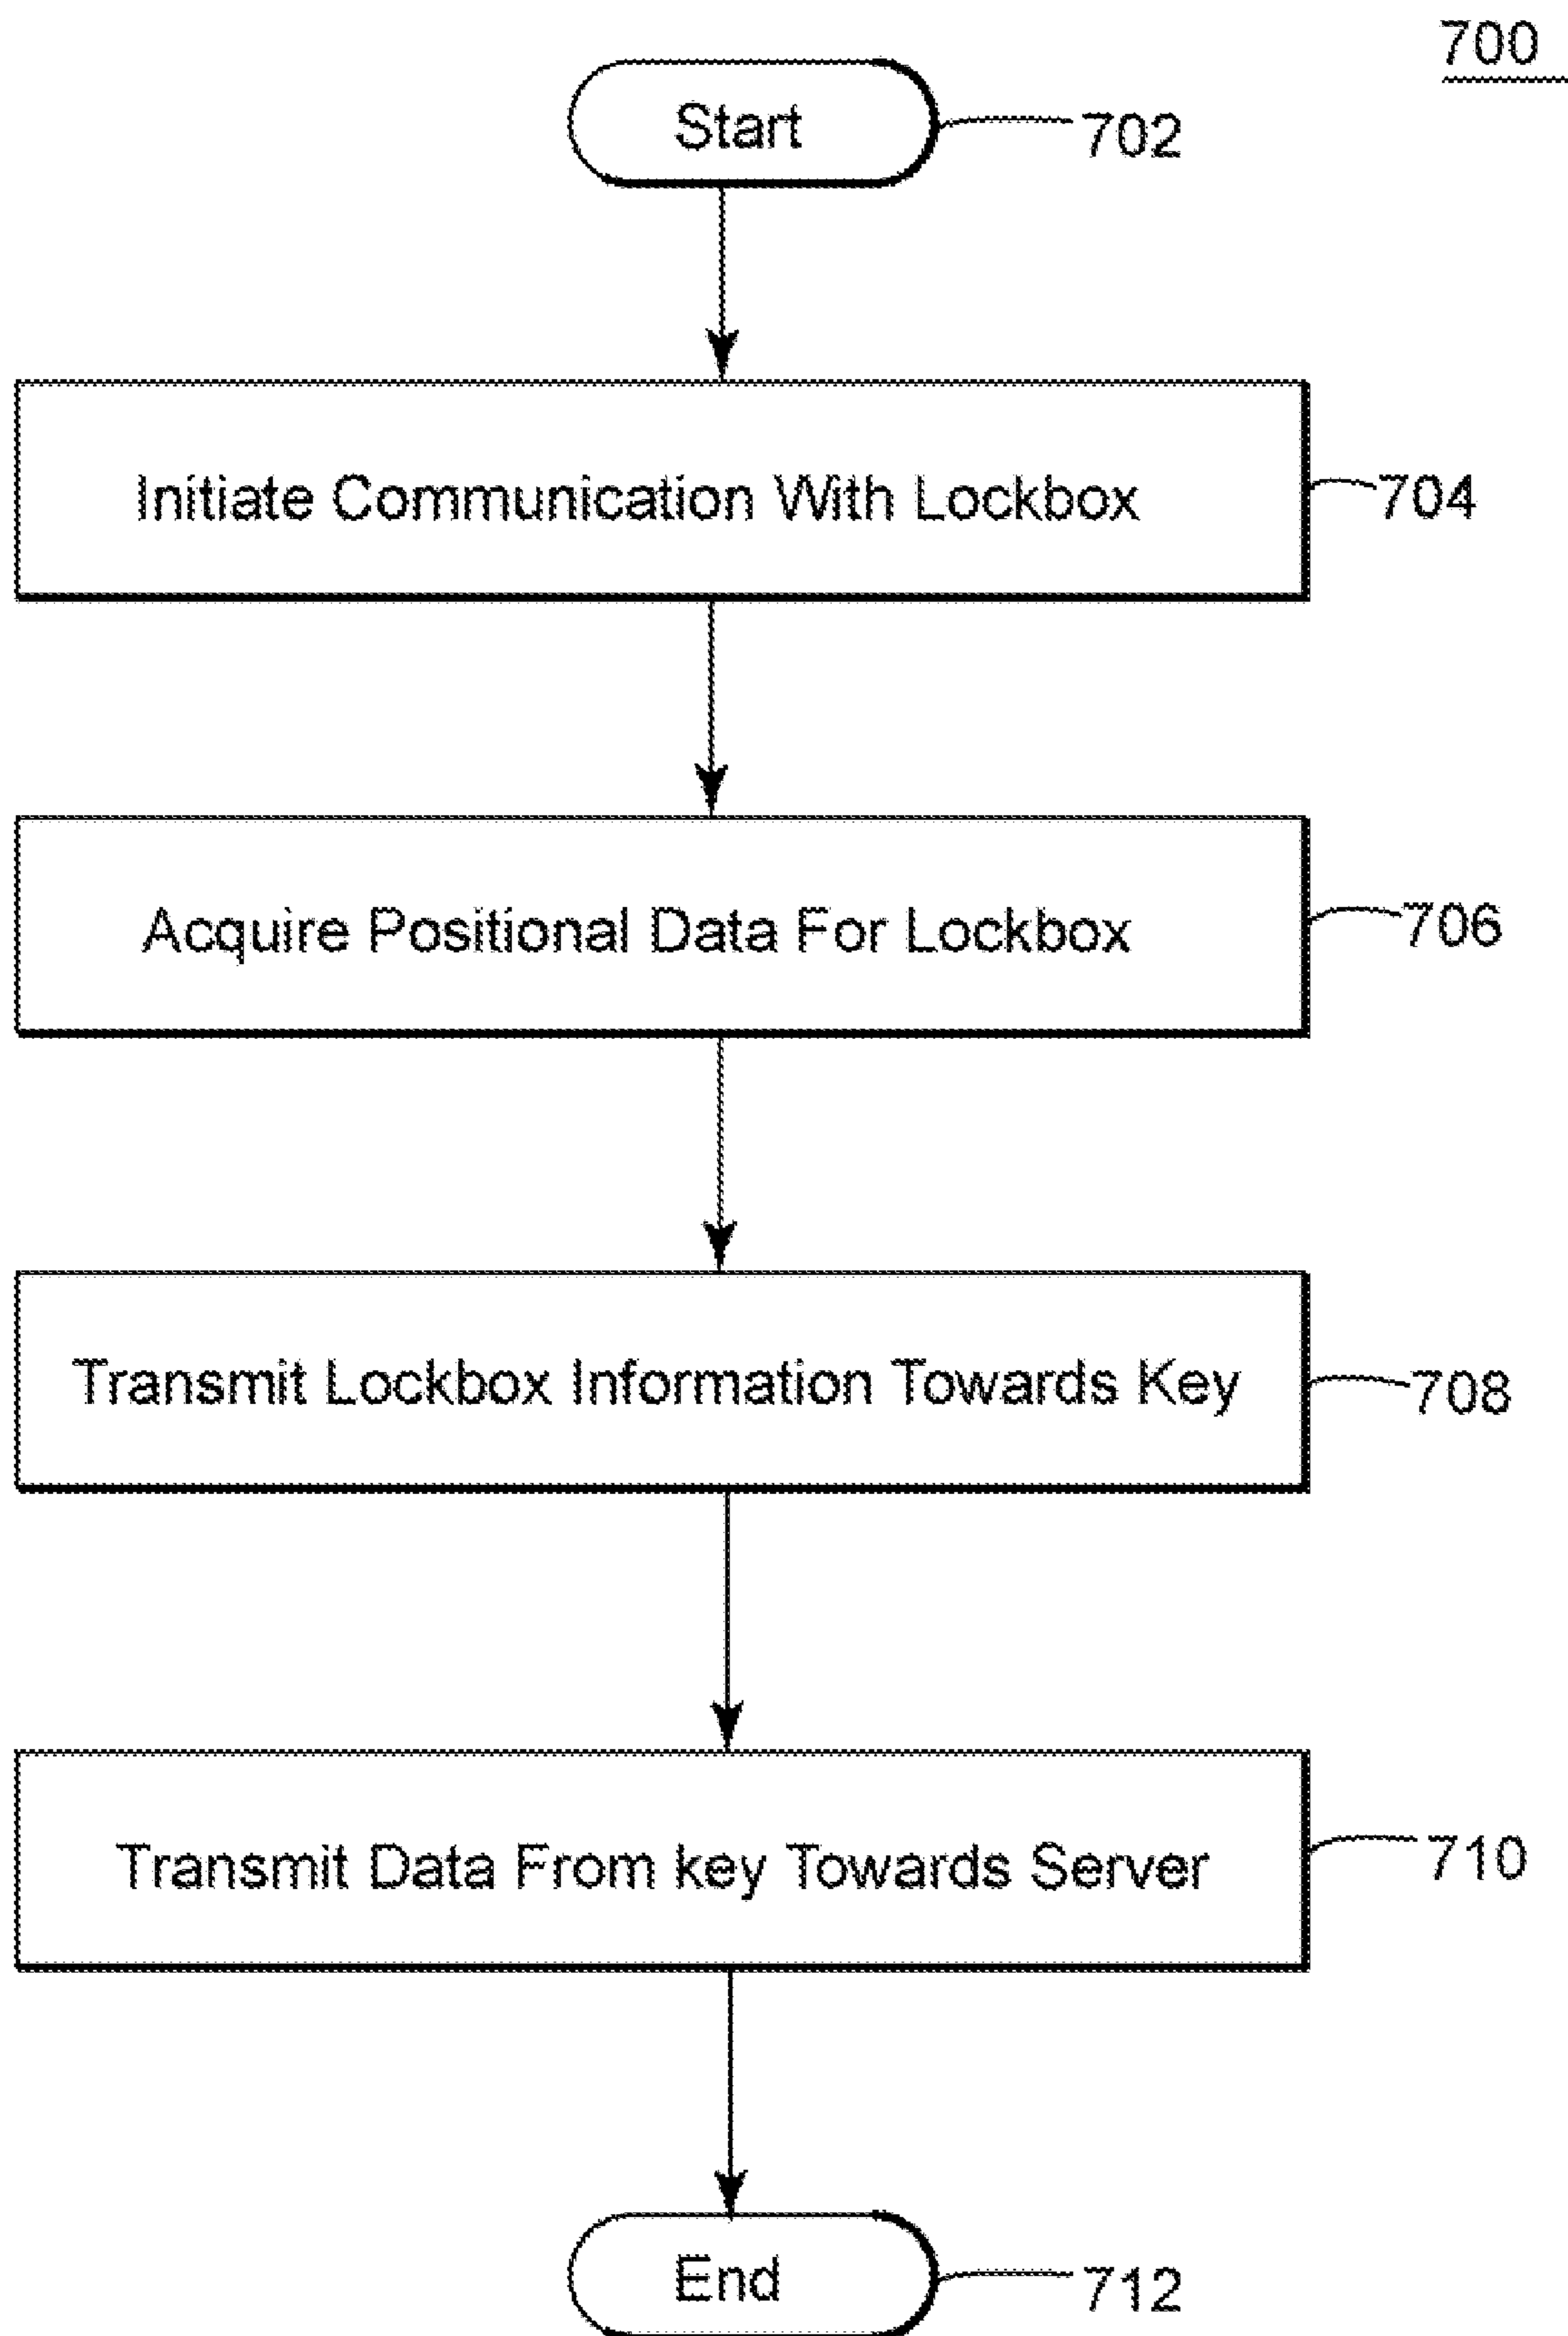 700
Start
702
Initiate Communication With Lockbox
704
Acquire Positional Data For Lockbox
706
Transmit Lockbox Information Towards Key
708
Transmit Data From key Towards Server
710
End
712